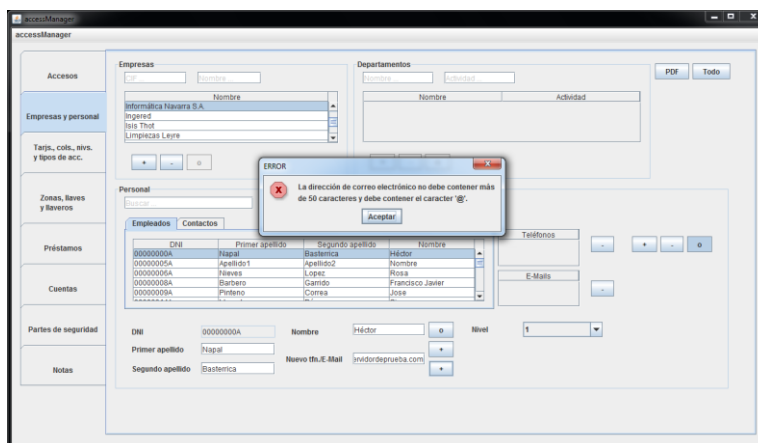 accessManager
accessManager
Accesos
Empresas y personal
Tarjs., cols., nivs.
y tipos de acc.
Zonas, llaves
y llaveros
Préstamos
Cuentas
Partes de seguridad
Notas
Empresas
CIF ...
Nombre ...
Nombre
Informática Navarra S.A.
Ingered
Isis Thot
Limpiezas Leyre
+ - o
Departamentos
Nombre ...
Actividad ...
Nombre Actividad
PDF Todo
ERROR
La dirección de correo electrónico no debe contener más
de 50 caracteres y debe contener el caracter '@'.
Aceptar
Personal
Buscar ...
Empleados Contactos
DNI Primer apellido Segundo apellido Nombre
00000000A Napal Basterrica Héctor
00000005A Apellido1 Apellido2 Nombre
00000006A Nieves Lopez Rosa
00000008A Barbero Garrido Francisco Javier
00000009A Pinteno Correa Jose
Teléfonos
-
E-Mails
-
+ - o
DNI 00000000A Nombre Héctor o Nivel 1
Primer apellido Napal +
Nuevo tfn./E-Mail ervidordeprueba.com
Segundo apellido Basterrica +